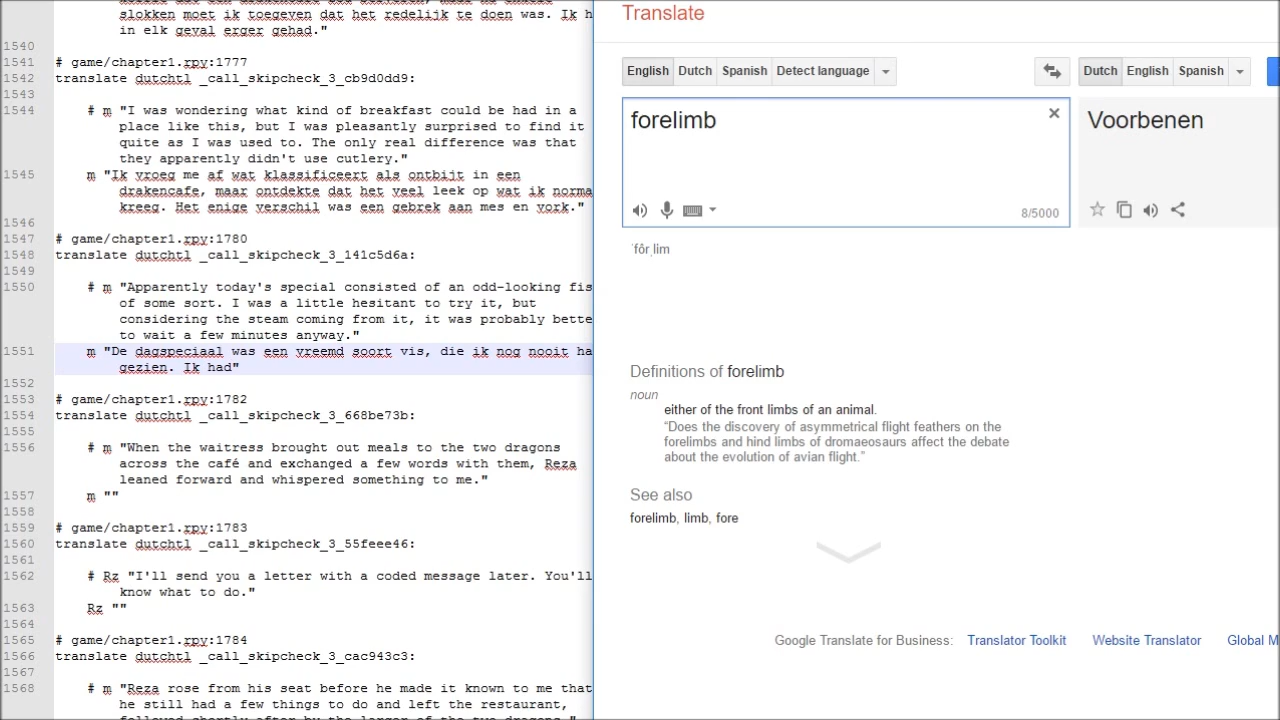 slokken moet ik toegeven dat het redelijk te doen was. Ik h
in elk geval erger gehad."
1540
1541 # game/chapter1.rpy:1777
1542 translate dutchtl _call_skipcheck_3_cb9d0dd9:
1543
1544 # m "I was wondering what kind of breakfast could be had in a
place like this, but I was pleasantly surprised to find it
quite as I was used to. The only real difference was that
they apparently didn't use cutlery."
1545 m "Ik vroeg me af wat klassificeert als ontbijt in een
drakencafe, maar ontdekte dat het veel leek op wat ik norma
kreeg. Het enige verschil was een gebrek aan mes en vork."
1546
1547 # game/chapter1.rpy:1780
1548 translate dutchtl _call_skipcheck_3_141c5d6a:
1549
1550 # m "Apparently today's special consisted of an odd-looking fis
of some sort. I was a little hesitant to try it, but
considering the steam coming from it, it was probably bette
to wait a few minutes anyway."
1551 m "De dagspeciaal was een vreemd soort vis, die ik nog nooit ha
gezien. Ik had"
1552
1553 # game/chapter1.rpy:1782
1554 translate dutchtl _call_skipcheck_3_668be73b:
1555
1556 # m "When the waitress brought out meals to the two dragons
across the café and exchanged a few words with them, Reza
leaned forward and whispered something to me."
1557 m ""
1558
1559 # game/chapter1.rpy:1783
1560 translate dutchtl _call_skipcheck_3_55feee46:
1561
1562 # Rz "I'll send you a letter with a coded message later. You'll
know what to do."
1563 Rz ""
1564
1565 # game/chapter1.rpy:1784
1566 translate dutchtl _call_skipcheck_3_cac943c3:
1567
1568 # m "Reza rose from his seat before he made it known to me that
he still had a few things to do and left the restaurant,
followed shortly after by the larger of the two dragons."
Translate
English Dutch Spanish Detect language
Dutch English Spanish
forelimb
8/5000
Voorbenen
ˈfôrˌlim
Definitions of forelimb
noun
either of the front limbs of an animal.
“Does the discovery of asymmetrical flight feathers on the
forelimbs and hind limbs of dromaeosaurs affect the debate
about the evolution of avian flight.”
See also
forelimb, limb, fore
Google Translate for Business: Translator Toolkit Website Translator Global M